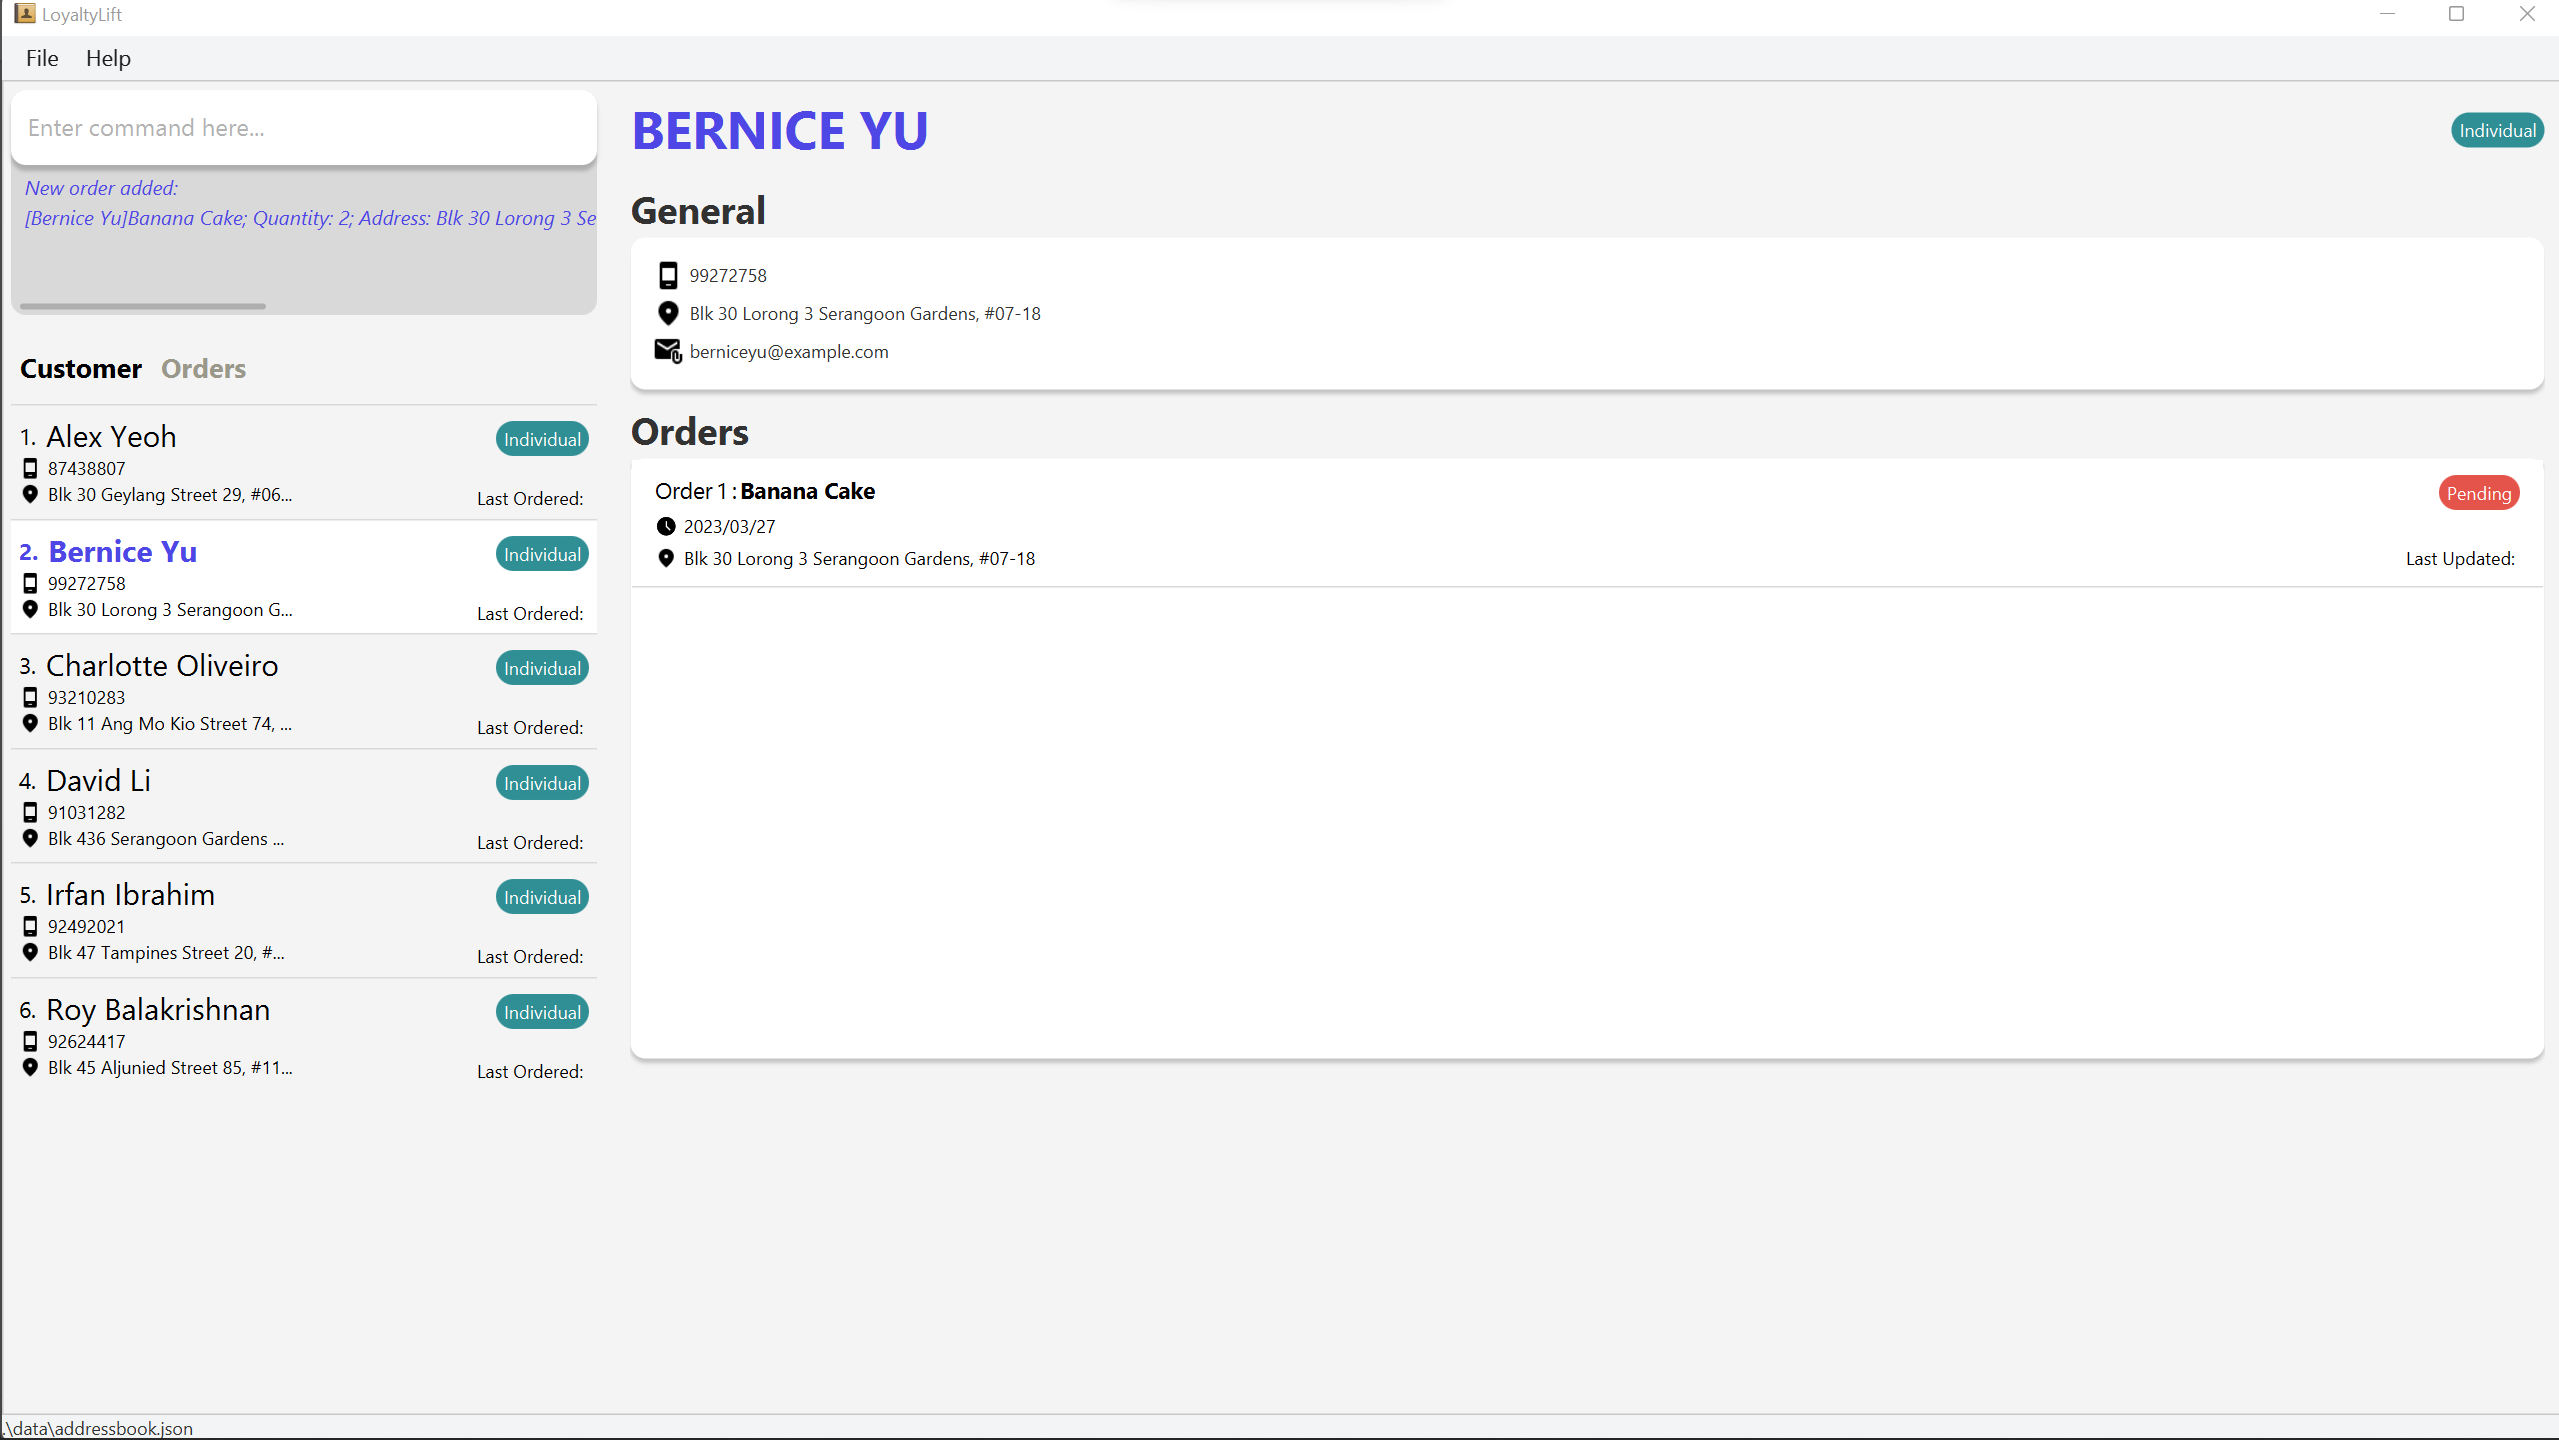 LoyaltyLift
File Help
Enter command here...
New order added:
[Bernice Yu]Banana Cake; Quantity: 2; Address: Blk 30 Lorong 3 Se
Customer Orders
1. Alex Yeoh Individual
87438807
Blk 30 Geylang Street 29, #06... Last Ordered:
2. Bernice Yu Individual
99272758
Blk 30 Lorong 3 Serangoon G... Last Ordered:
3. Charlotte Oliveiro Individual
93210283
Blk 11 Ang Mo Kio Street 74, ... Last Ordered:
4. David Li Individual
91031282
Blk 436 Serangoon Gardens ... Last Ordered:
5. Irfan Ibrahim Individual
92492021
Blk 47 Tampines Street 20, #... Last Ordered:
6. Roy Balakrishnan Individual
92624417
Blk 45 Aljunied Street 85, #11... Last Ordered:
BERNICE YU Individual
General
99272758
Blk 30 Lorong 3 Serangoon Gardens, #07-18
berniceyu@example.com
Orders
Order 1 : Banana Cake Pending
2023/03/27
Blk 30 Lorong 3 Serangoon Gardens, #07-18 Last Updated:
.\data\addressbook.json